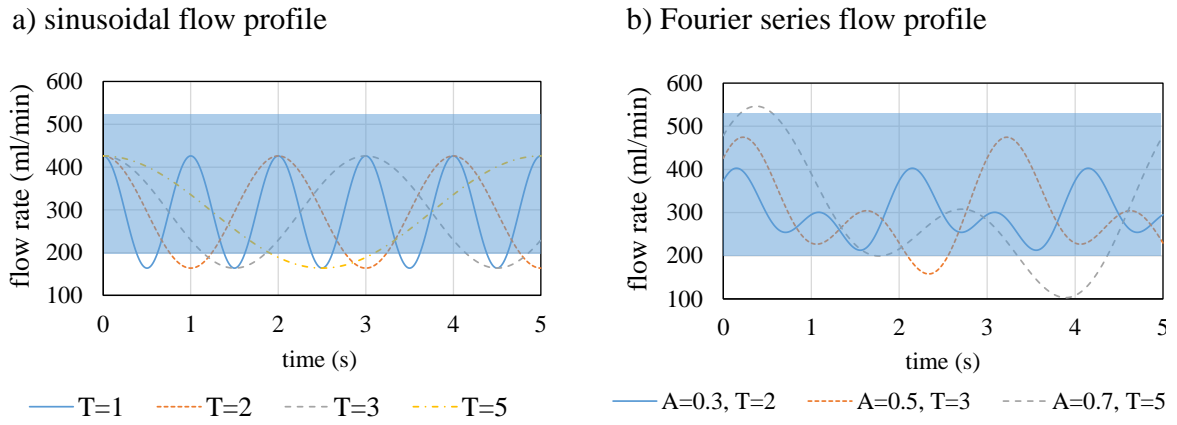 a) sinusoidal flow profile
600
500
400
300
200
100
flow rate (ml/min)
0 1 2 3 4 5
time (s)
T=1 T=2 T=3 T=5
b) Fourier series flow profile
600
500
400
300
200
100
flow rate (ml/min)
0 1 2 3 4 5
time (s)
A=0.3, T=2 A=0.5, T=3 A=0.7, T=5